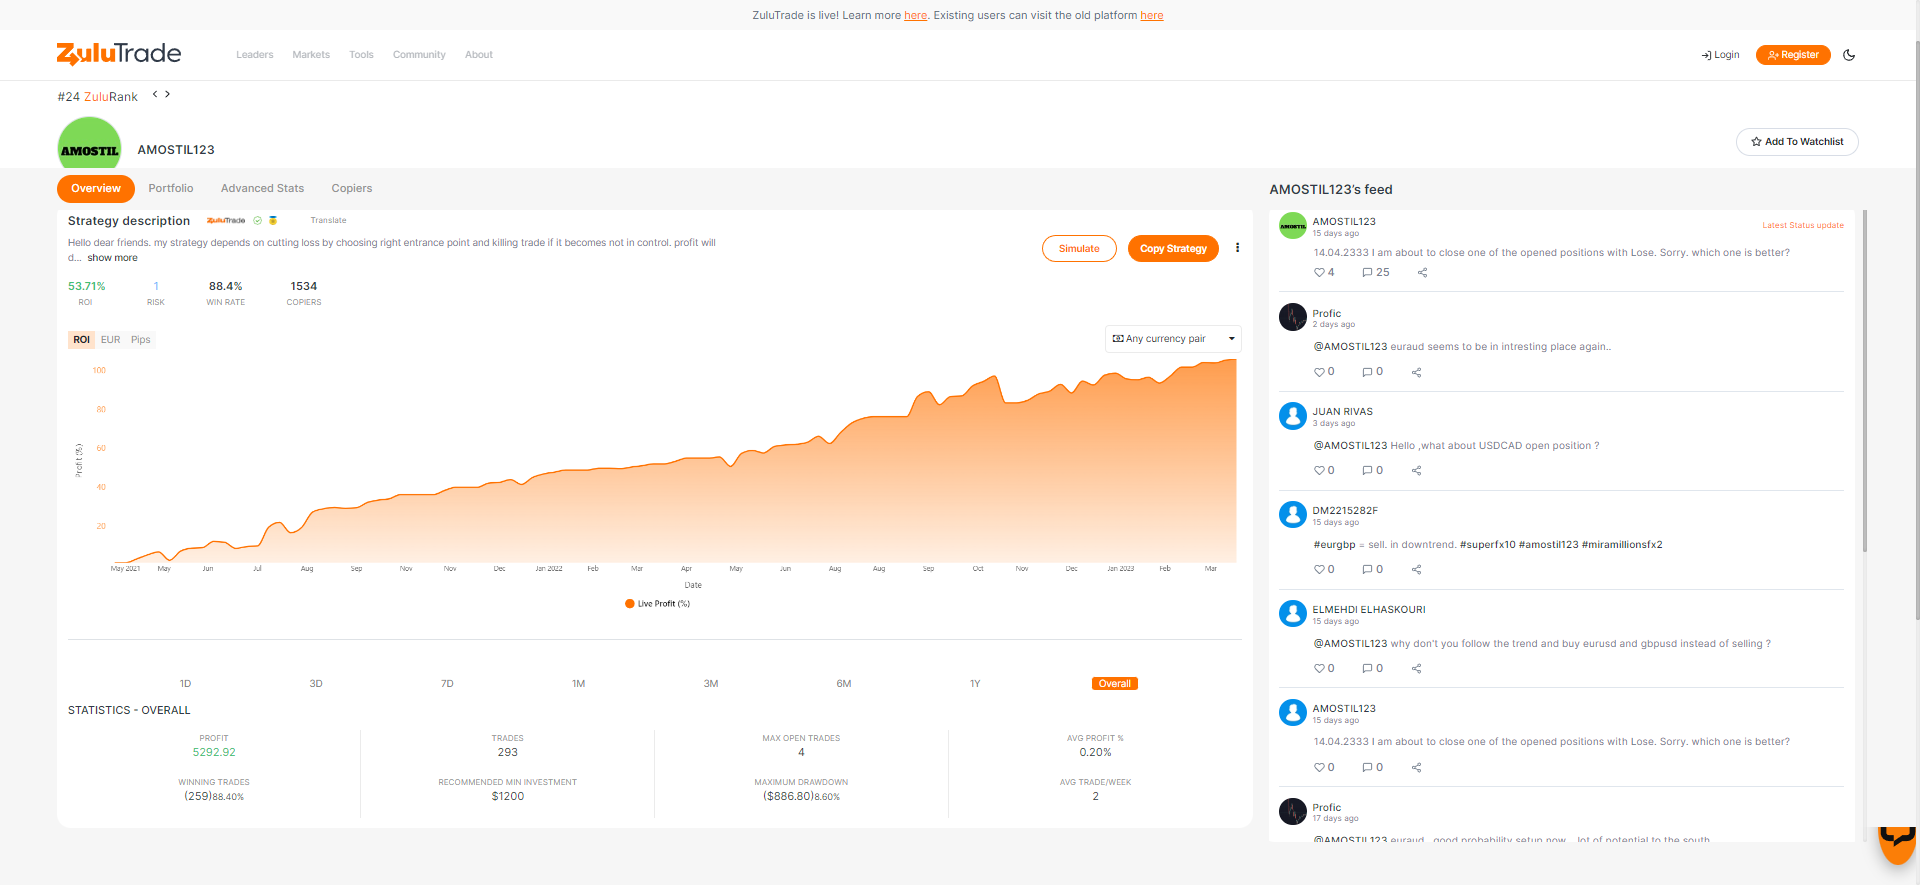 ZuluTrade is live! Learn more here. Existing users can visit the old platform here
ZuluTrade
Leaders
Markets
Tools
Community
About
Login
Register
#24 ZuluRank
AMOSTIL
AMOSTIL123
Add To Watchlist
Overview
Portfolio
Advanced Stats
Copiers
Strategy description
ZuluTrade
Translate
Hello dear friends. my strategy depends on cutting loss by choosing right entrance point and killing trade if it becomes not in control. profit will
d... show more
Simulate
Copy Strategy
53.71%
ROI
1
RISK
88.4%
WIN RATE
1534
COPIERS
ROI
EUR
Pips
Any currency pair
100
80
60
40
20
Profit (%)
May 2021
May
Jun
Jul
Aug
Sep
Nov
Nov
Dec
Jan 2022
Feb
Mar
Apr
May
Jun
Aug
Aug
Sep
Oct
Nov
Dec
Jan 2023
Feb
Mar
Date
Live Profit (%)
1D
3D
7D
1M
3M
6M
1Y
Overall
STATISTICS - OVERALL
PROFIT
5292.92
TRADES
293
MAX OPEN TRADES
4
AVG PROFIT %
0.20%
WINNING TRADES
(259)88.40%
RECOMMENDED MIN INVESTMENT
$1200
MAXIMUM DRAWDOWN
($886.80)8.60%
AVG TRADE/WEEK
2
AMOSTIL123's feed
AMOSTIL
AMOSTIL123
15 days ago
Latest Status update
14.04.2333 I am about to close one of the opened positions with Lose. Sorry. which one is better?
4
25
Profic
2 days ago
@AMOSTIL123 euraud seems to be in intresting place again..
0
0
JUAN RIVAS
3 days ago
@AMOSTIL123 Hello ,what about USDCAD open position ?
0
0
DM2215282F
15 days ago
#eurgbp = sell. in downtrend. #superfx10 #amostil123 #miramillionsfx2
0
0
ELMEHDI ELHASKOURI
15 days ago
@AMOSTIL123 why don't you follow the trend and buy eurusd and gbpusd instead of selling ?
0
0
AMOSTIL123
15 days ago
14.04.2333 I am about to close one of the opened positions with Lose. Sorry. which one is better?
0
0
Profic
17 days ago
@AMOSTIL123 euraud.. good probability setup now... lot of potential to the south